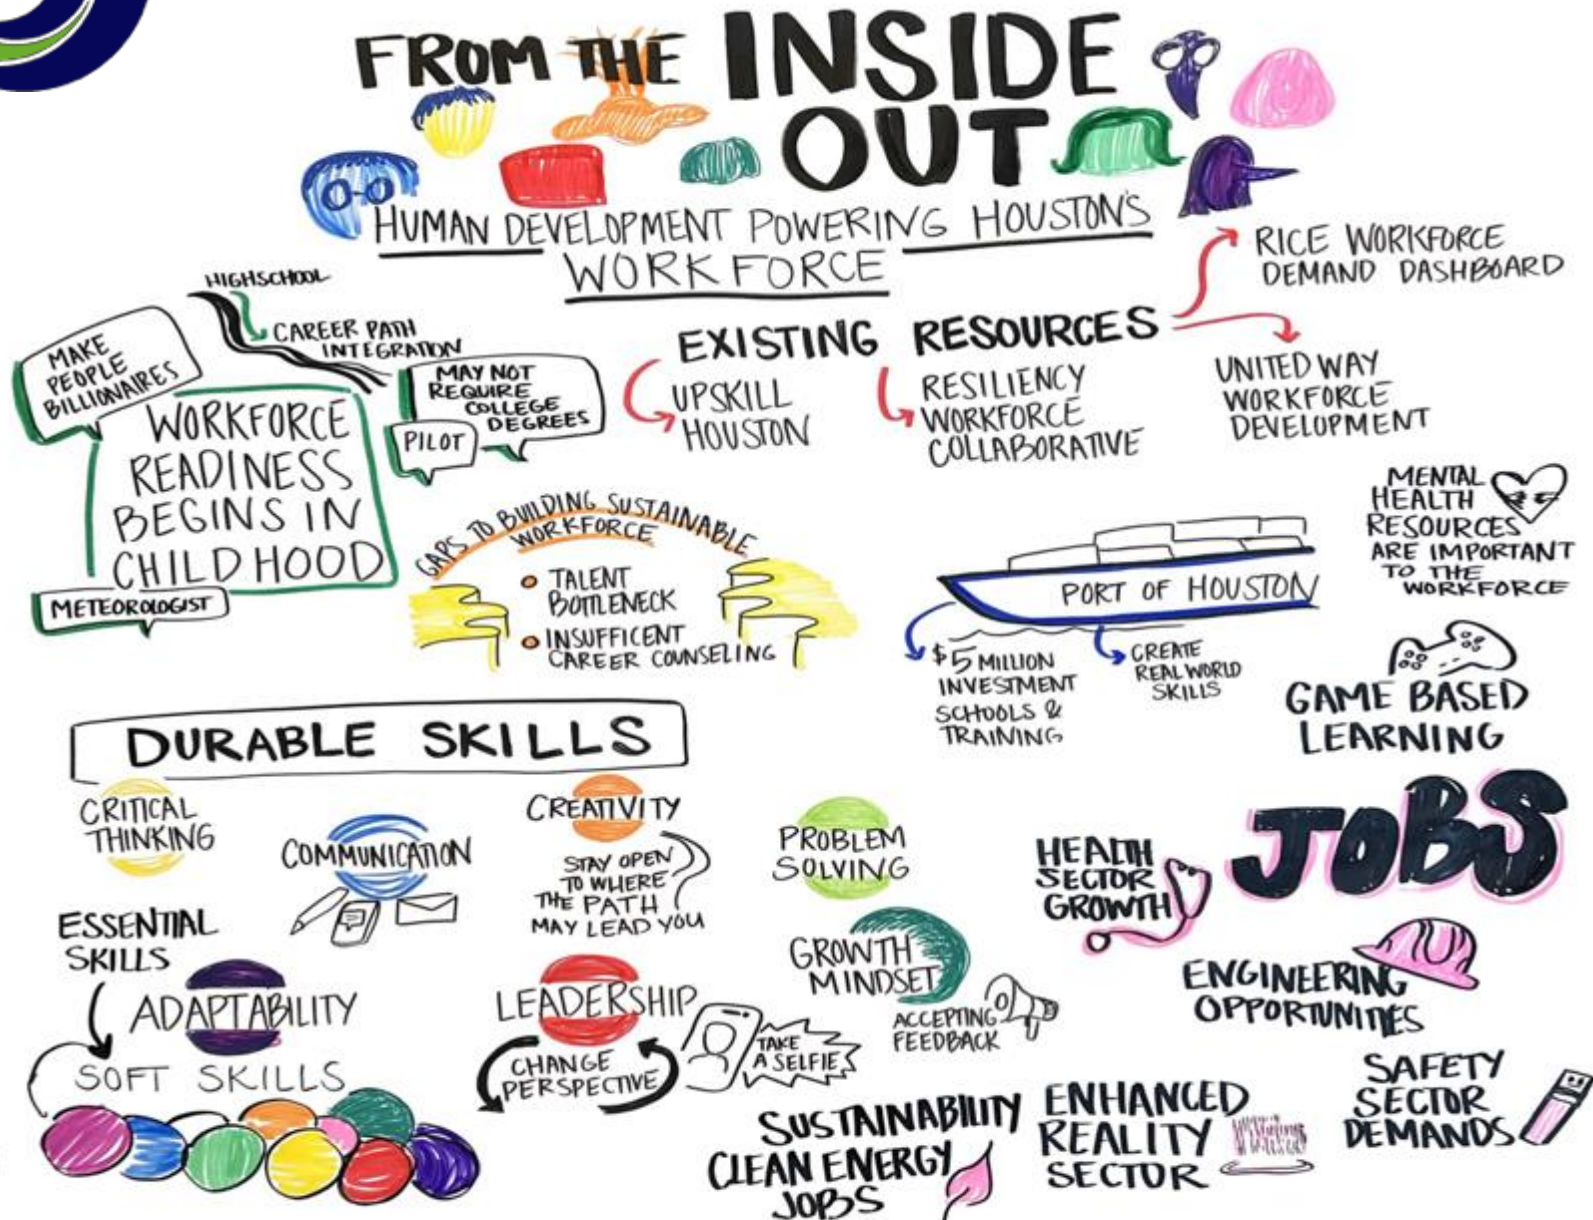 FROM THE INSIDE
OUT
HUMAN DEVELOPMENT POWERING HOUSTON'S
WORKFORCE
HIGHSCHOOL
CAREER PATH
INTEGRATION
MAKE
PEOPLE
BILLIONAIRES
MAY NOT
REQUIRE
COLLEGE
DEGREES
PILOT
WORKFORCE
READINESS
BEGINS IN
CHILDHOOD
METEOROLOGIST
EXISTING RESOURCES
UPSKILL
HOUSTON
RESILIENCY
WORKFORCE
COLLABORATIVE
RICE WORKFORCE
DEMAND DASHBOARD
UNITED WAY
WORKFORCE
DEVELOPMENT
GAPS TO BUILDING SUSTAINABLE
WORKFORCE
TALENT
BOTTLENECK
INSUFFICENT
CAREER COUNSELING
PORT OF HOUSTON
$5 MILLION
INVESTMENT
SCHOOLS &
TRAINING
CREATE
REAL WORLD
SKILLS
MENTAL
HEALTH
RESOURCES
ARE IMPORTANT
TO THE
WORKFORCE
GAME BASED
LEARNING
DURABLE SKILLS
CRITICAL
THINKING
COMMUNICATION
CREATIVITY
STAY OPEN
TO WHERE
THE PATH
MAY LEAD YOU
PROBLEM
SOLVING
ESSENTIAL
SKILLS
ADAPTABILITY
SOFT SKILLS
LEADERSHIP
CHANGE
PERSPECTIVE
TAKE
A SELFIE
GROWTH
MINDSET
ACCEPTING
FEEDBACK
JOBS
HEALTH
SECTOR
GROWTH
ENGINEERING
OPPORTUNITIES
SUSTAINABILITY
CLEAN ENERGY
JOBS
ENHANCED
REALITY
SECTOR
SAFETY
SECTOR
DEMANDS